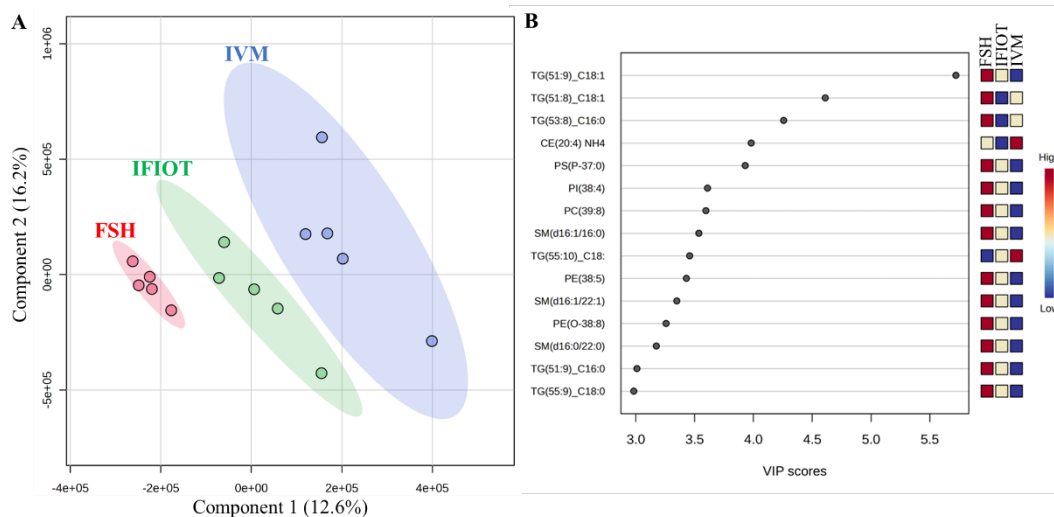 A
IVM
IFIOT
FSH
1e+06
5e+05
0e+00
-5e+05
Component 2 (16.2%)
-4e+05 -2e+05 0e+00 2e+05 4e+05
Component 1 (12.6%)
B
FSH
IFIOT
IVM
TG(51:9)_C18:1
TG(51:8)_C18:1
TG(53:8)_C16:0
CE(20:4) NH4
PS(P-37:0)
PI(38:4)
PC(39:8)
SM(d16:1/16:0)
TG(55:10)_C18:
PE(38:5)
SM(d16:1/22:1)
PE(O-38:8)
SM(d16:0/22:0)
TG(51:9)_C16:0
TG(55:9)_C18:0
3.0 3.5 4.0 4.5 5.0 5.5
VIP scores
Hig
Low